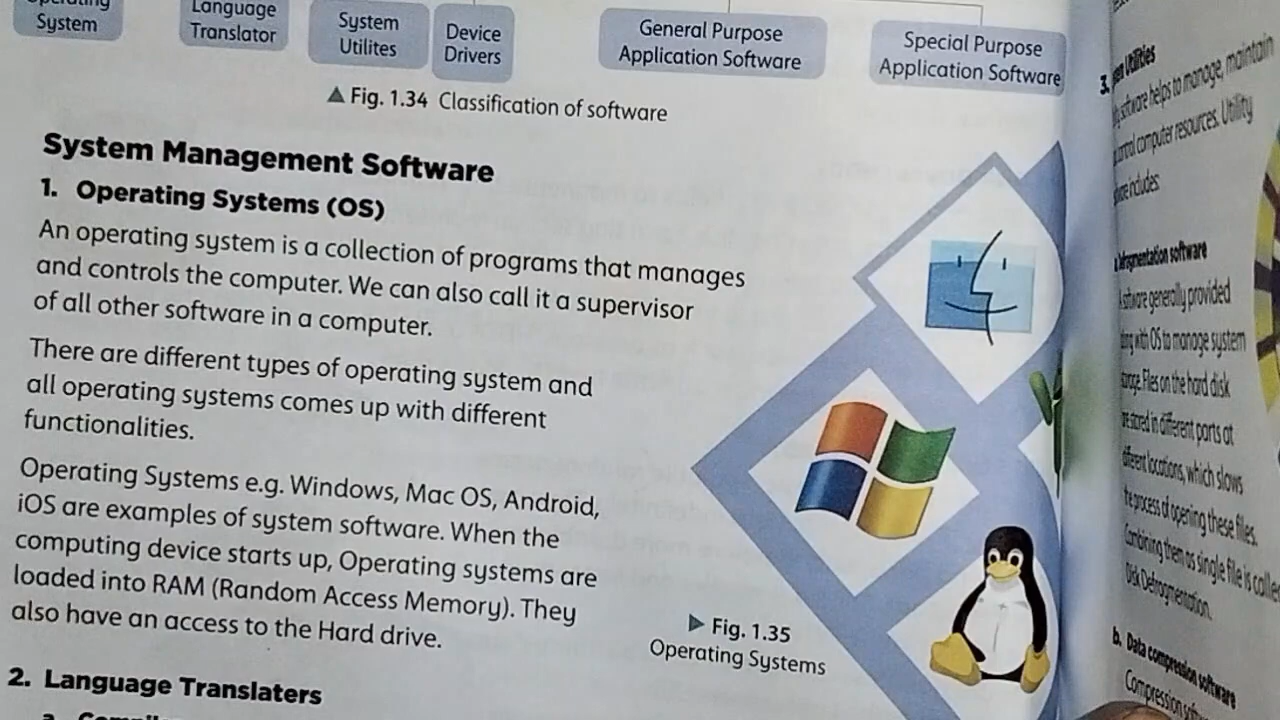 System
Language
Translator
System
Utilites
Device
Drivers
General Purpose
Application Software
Special Purpose
Application Software
▲ Fig. 1.34 Classification of software
System Management Software
1. Operating Systems (OS)
An operating system is a collection of programs that manages
and controls the computer. We can also call it a supervisor
of all other software in a computer.
There are different types of operating system and
all operating systems comes up with different
functionalities.
Operating Systems e.g. Windows, Mac OS, Android,
iOS are examples of system software. When the
computing device starts up, Operating systems are
loaded into RAM (Random Access Memory). They
also have an access to the Hard drive.
▶ Fig. 1.35
Operating Systems
2. Language Translaters
a.
3. Utilities
software helps to manage, maintain
control computer resources. Utility
includes:
software
software generally provided
with OS to manage system
Files on the hard disk
stored in different parts at
different locations, which slows
the process of opening these files.
Combining them as single file is called
Disk Defragmentation.
b. Data compression software
Compression